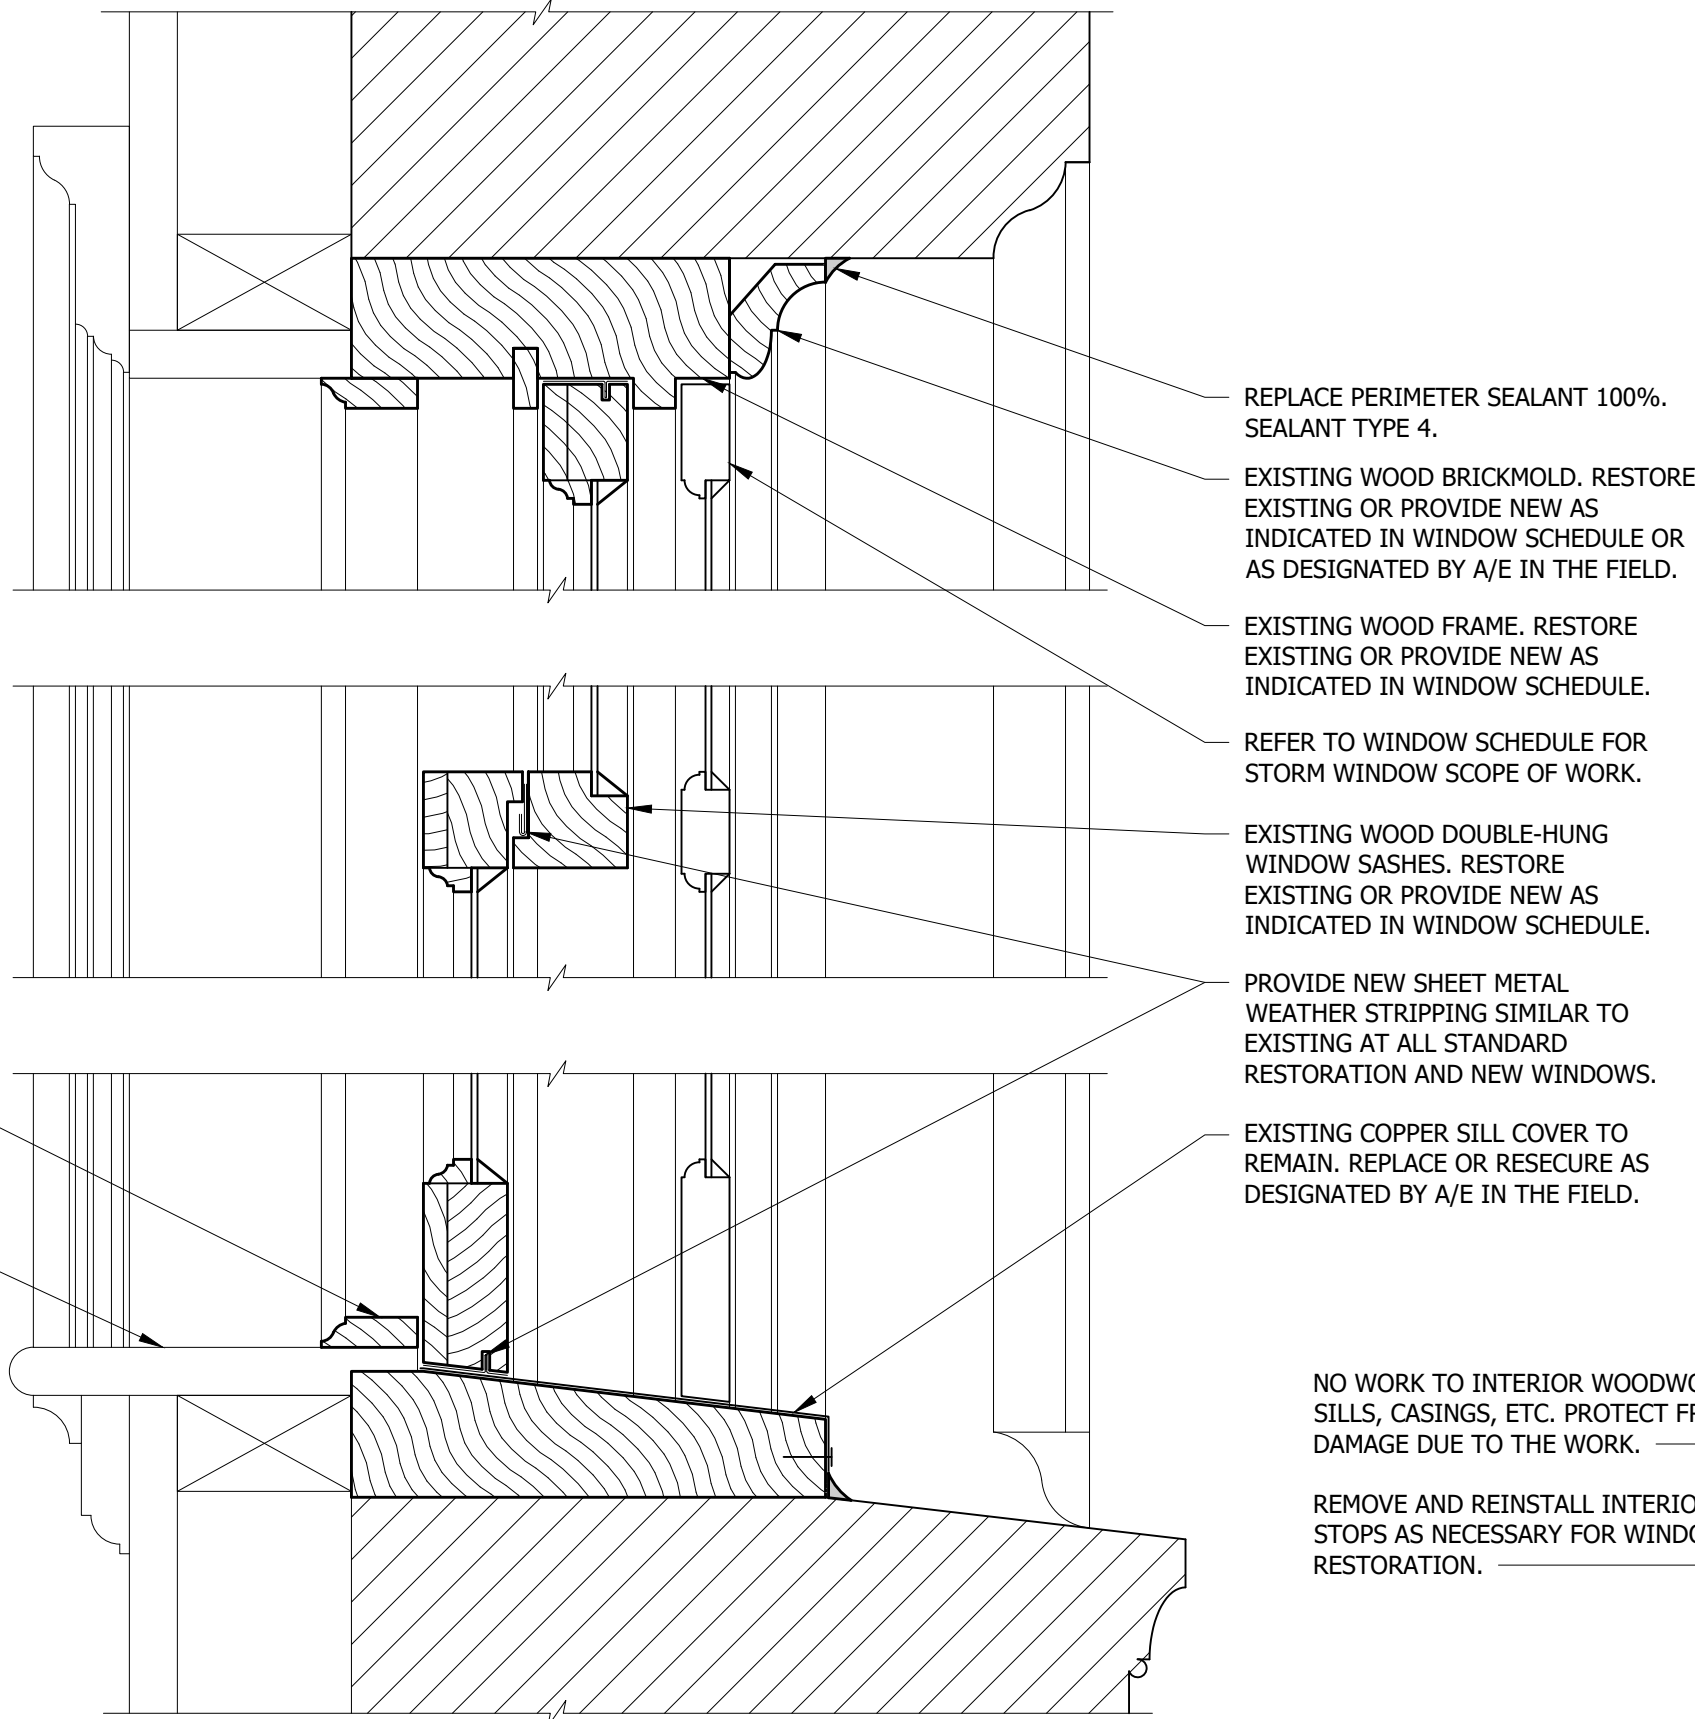 REPLACE PERIMETER SEALANT 100%.
SEALANT TYPE 4.
EXISTING WOOD BRICKMOLD. RESTORE
EXISTING OR PROVIDE NEW AS
INDICATED IN WINDOW SCHEDULE OR
AS DESIGNATED BY A/E IN THE FIELD.
EXISTING WOOD FRAME. RESTORE
EXISTING OR PROVIDE NEW AS
INDICATED IN WINDOW SCHEDULE.
REFER TO WINDOW SCHEDULE FOR
STORM WINDOW SCOPE OF WORK.
EXISTING WOOD DOUBLE-HUNG
WINDOW SASHES. RESTORE
EXISTING OR PROVIDE NEW AS
INDICATED IN WINDOW SCHEDULE.
PROVIDE NEW SHEET METAL
WEATHER STRIPPING SIMILAR TO
EXISTING AT ALL STANDARD
RESTORATION AND NEW WINDOWS.
EXISTING COPPER SILL COVER TO
REMAIN. REPLACE OR RESECURE AS
DESIGNATED BY A/E IN THE FIELD.
NO WORK TO INTERIOR
SILLS, CASINGS, ETC. PROTECT
DAMAGE DUE TO THE WORK.
REMOVE AND REINSTALL
STOPS AS NECESSARY FOR
RESTORATION.